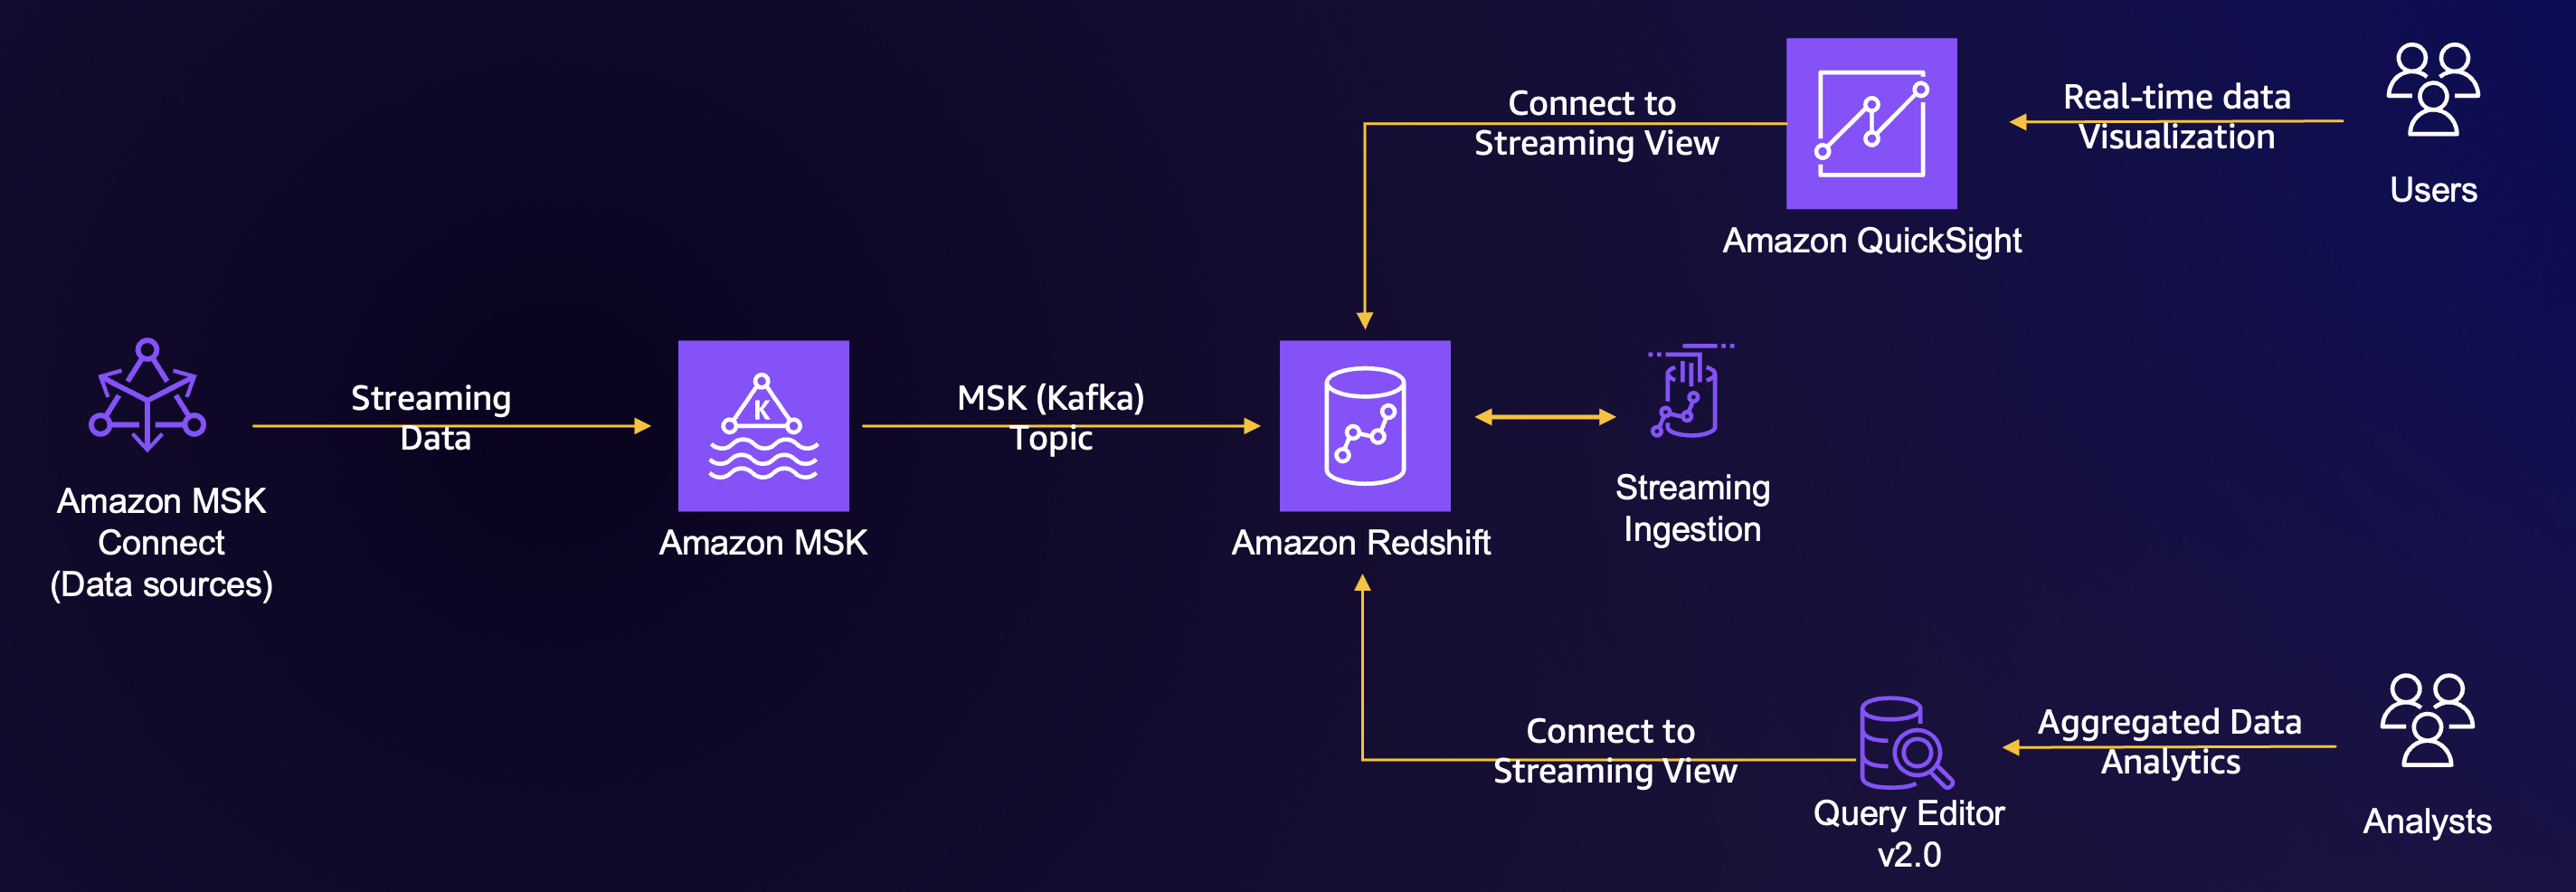 Connect to
Streaming View
Amazon QuickSight
Real-time data
Visualization
Users
Amazon MSK
Connect
(Data sources)
Streaming
Data
K
Amazon MSK
MSK (Kafka)
Topic
Amazon Redshift
Streaming
Ingestion
Connect to
Streaming View
Query Editor
v2.0
Aggregated Data
Analytics
Analysts